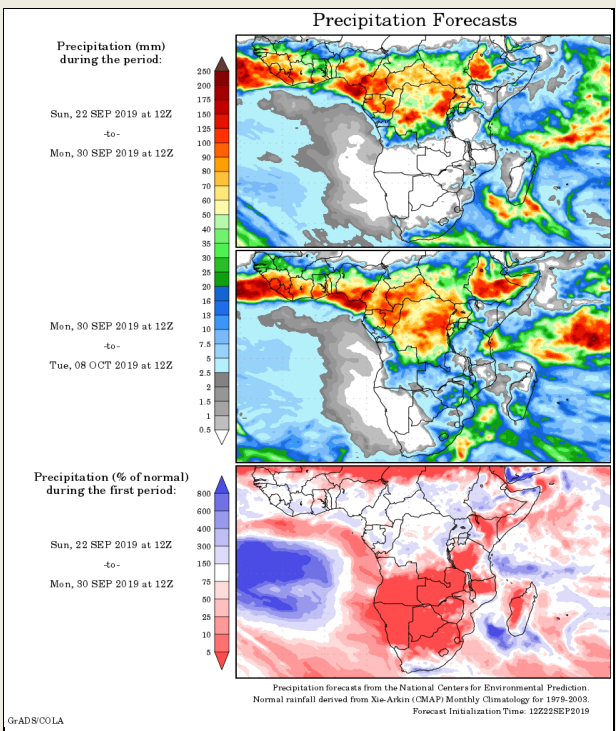 Precipitation Forecasts
Precipitation (mm)
during the period:
Sun, 22 SEP 2019 at 12Z
-to-
Mon, 30 SEP 2019 at 12Z
250
200
175
150
125
100
90
80
70
60
50
40
35
30
25
20
16
13
10
7.5
5
2.5
2
1.5
1
0.5
Mon, 30 SEP 2019 at 12Z
-to-
Tue, 08 OCT 2019 at 12Z
Precipitation (% of normal)
during the first period:
Sun, 22 SEP 2019 at 12Z
-to-
Mon, 30 SEP 2019 at 12Z
800
600
400
300
150
75
50
25
10
5
Precipitation forecasts from the National Centers for Environmental Prediction.
Normal rainfall derived from Xie-Arkin (CMAP) Monthly Climatology for 1979-2003.
Forecast Initialization Time: 12Z22SEP2019
GrADS/COLA